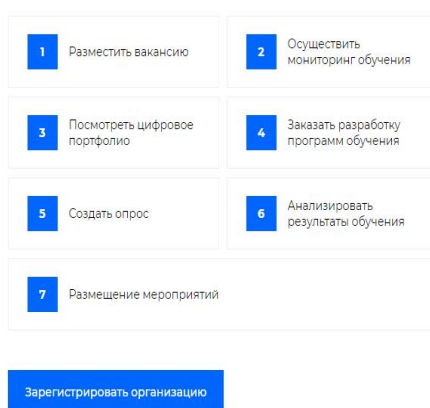 1 Разместить вакансию
2 Осуществить
мониторинг обучения
3 Посмотреть цифровое
портфолио
4 Заказать разработку
программ обучения
5 Создать опрос
6 Анализировать
результаты обучения
7 Размещение мероприятий
Зарегистрировать организацию